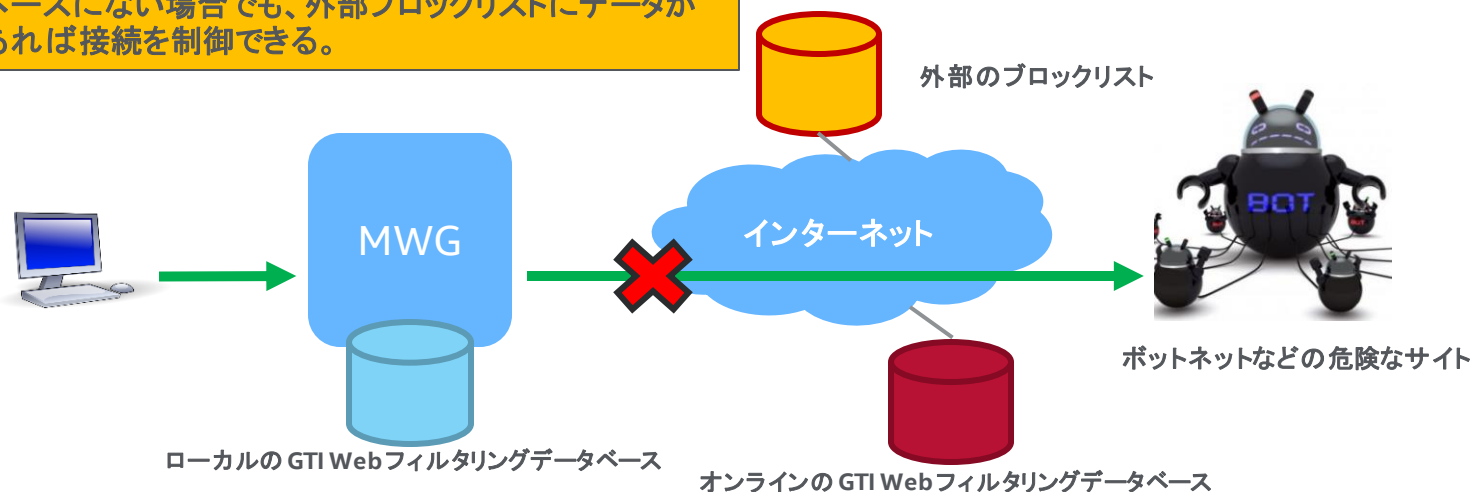 ベースにない場合でも、外部ブロックリストにデータが
れば接続を制御できる。
外部のブロックリスト
MWG
インターネット
BOT
ボットネットなどの危険なサイト
ローカルの GTI Webフィルタリングデータベース
オンラインの GTI Webフィルタリングデータベース